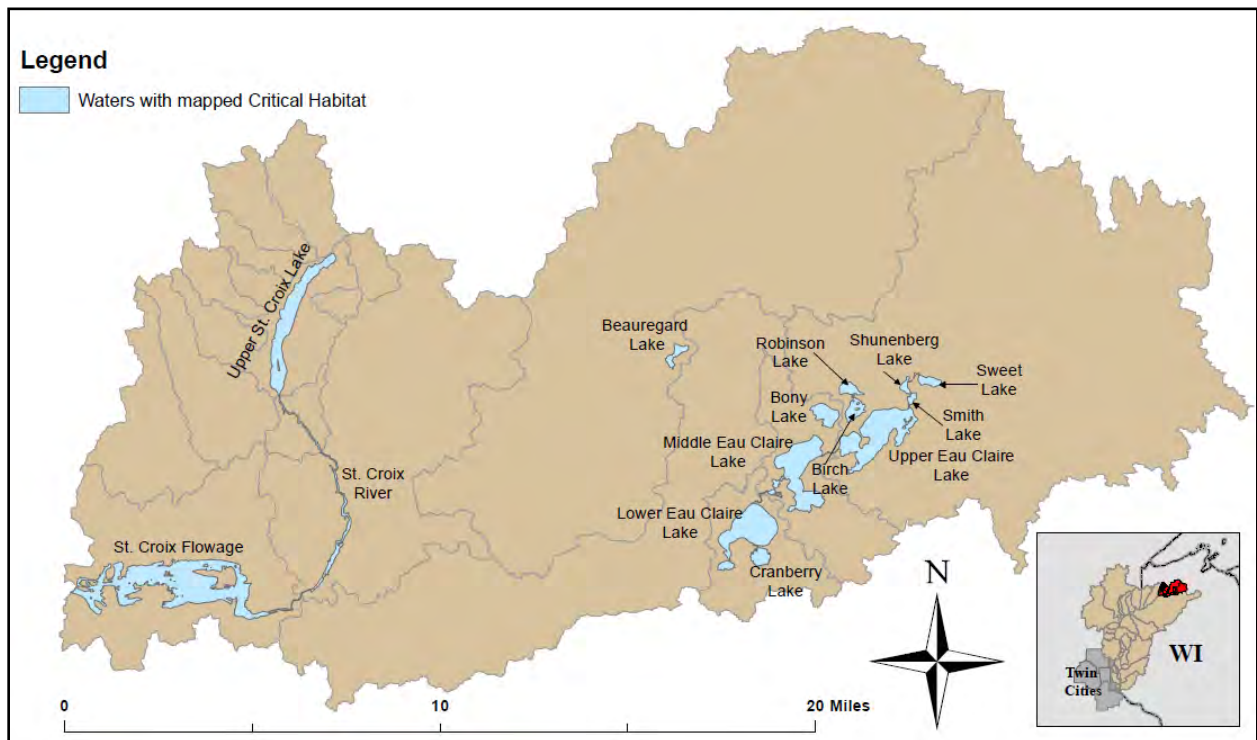 Legend
Waters with mapped Critical Habitat
Upper St. Croix Lake
Beauregard
Lake
Robinson
Lake
Shunenberg
Lake
Sweet
Lake
Bony
Lake
Smith
Lake
Middle Eau Claire
Lake
Birch
Lake
Upper Eau Claire
Lake
St. Croix
River
Lower Eau Claire
Lake
St. Croix Flowage
Cranberry
Lake
N
WI
Twin
Cities
0
10
20 Miles